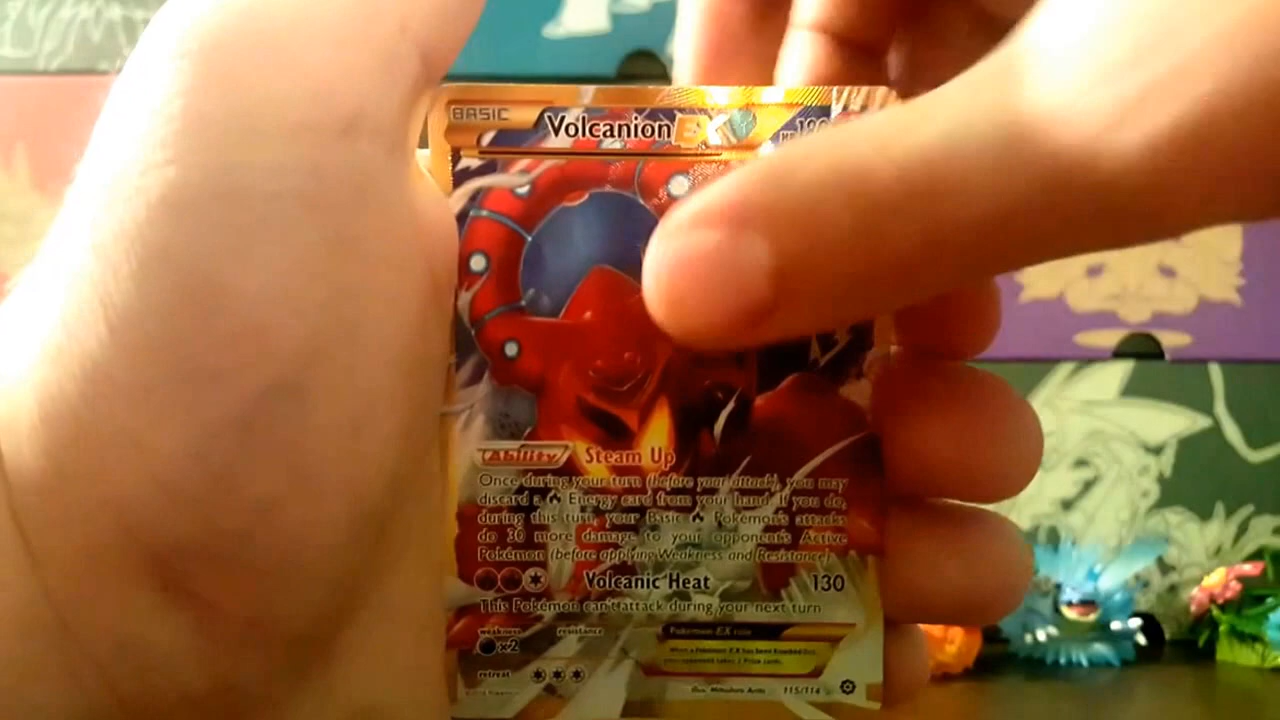 BASIC Volcanion EX
Ability Steam Up
Once during your turn (before your attack), you may
discard a Energy card from your hand. If you do,
during this turn, your Basic Pokémon's attacks
do 30 more damage to your opponent's Active
Pokémon (before applying Weakness and Resistance).
Volcanic Heat 130
This Pokémon can't attack during your next turn
weakness resistance
x2
Pokémon EX rule
When a Pokémon-EX has been Knocked Out,
your opponent takes 2 Prize cards.
retreat
Illus. Mitsuhiro Arita 115/114